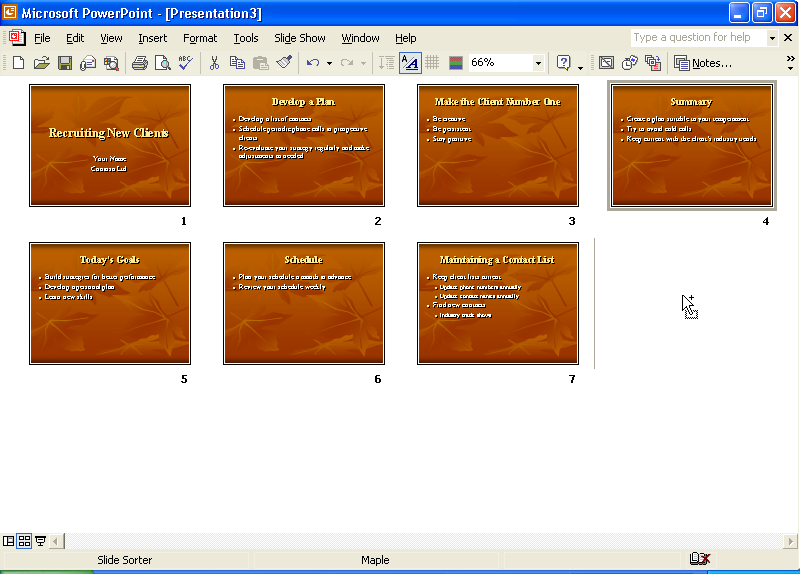 Microsoft PowerPoint - [Presentation3]
File Edit View Insert Format Tools Slide Show Window Help Type a question for help
66% Notes...
Recruiting New Clients
Your Name
Contoso Ltd
1
Develop a Plan
Develop a list of contacts
Schedule periodic phone calls to prospective
clients
Re-evaluate your strategy regularly and make
adjustments as needed
2
Make the Client Number One
Be creative
Be persistent
Stay positive
3
Summary
Create a plan suitable to your temperament
Try to avoid cold calls
Keep current with the client's industry needs
4
Today's Goals
Build strategies for better performance
Develop a personal plan
Learn new skills
5
Schedule
Plan your schedule a month in advance
Review your schedule weekly
6
Maintaining a Contact List
Keep client lists current
Update phone numbers annually
Update contact names annually
Find new contacts
Industry trade shows
7
Slide Sorter Maple